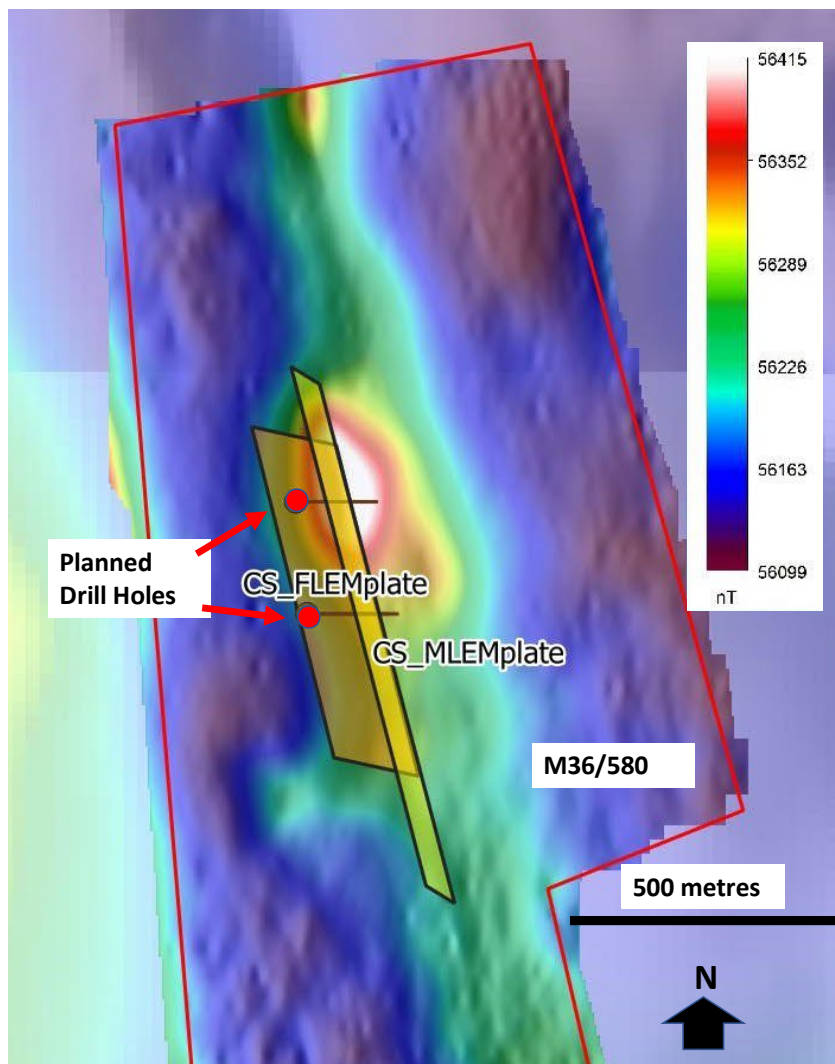 56415
56352
56289
56226
56163
56099
nT
Planned
Drill Holes
CS_FLEMplate
CS_MLEMplate
M36/580
500 metres
N